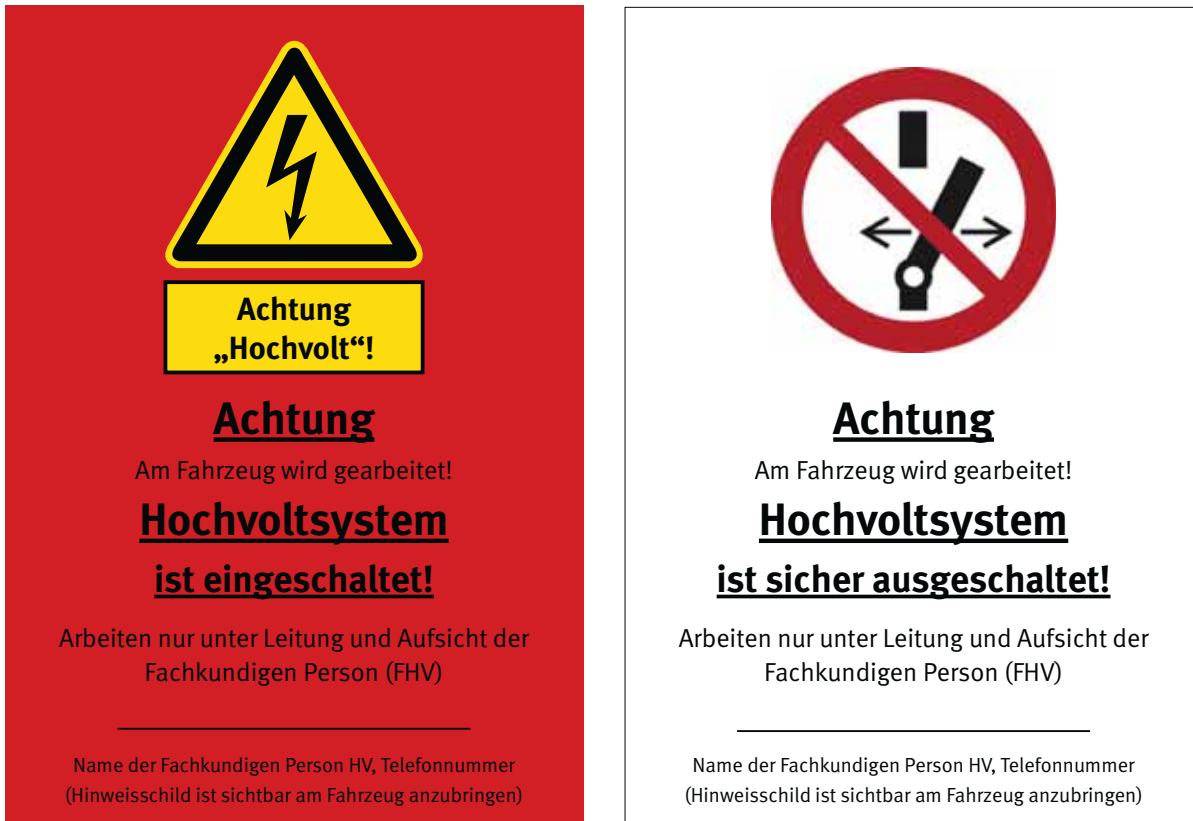 Achtung
„Hochvolt“!
Achtung
Am Fahrzeug wird gearbeitet!
Hochvoltsystem
ist eingeschaltet!
Arbeiten nur unter Leitung und Aufsicht der
Fachkundigen Person (FHV)
Name der Fachkundigen Person HV, Telefonnummer
(Hinweisschild ist sichtbar am Fahrzeug anzubringen)
Achtung
Am Fahrzeug wird gearbeitet!
Hochvoltsystem
ist sicher ausgeschaltet!
Arbeiten nur unter Leitung und Aufsicht der
Fachkundigen Person (FHV)
Name der Fachkundigen Person HV, Telefonnummer
(Hinweisschild ist sichtbar am Fahrzeug anzubringen)